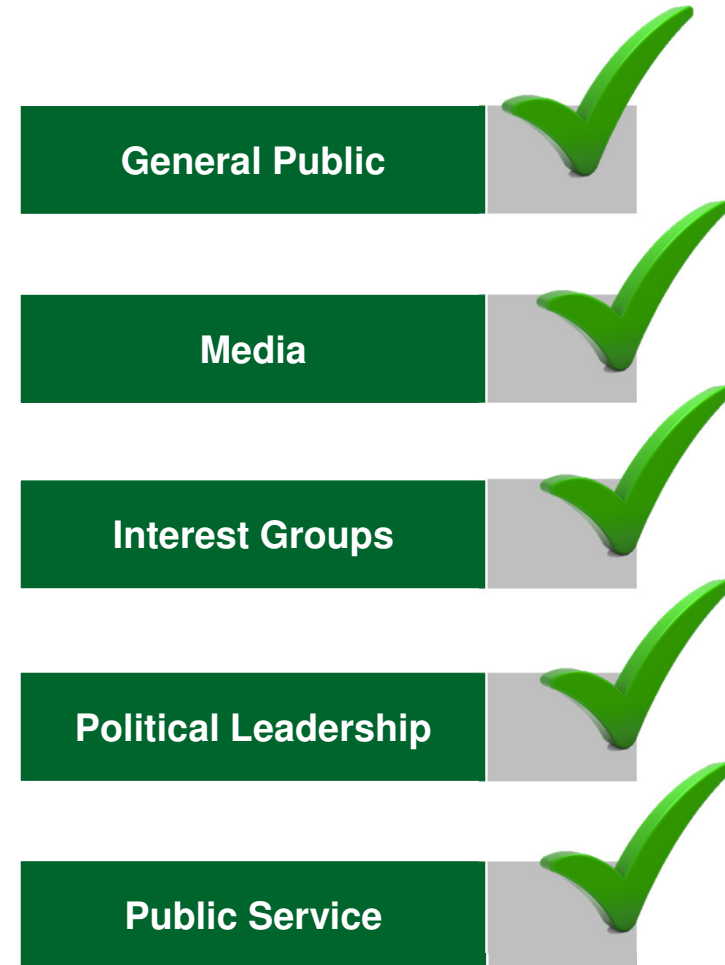 General Public
Media
Interest Groups
Political Leadership
Public Service